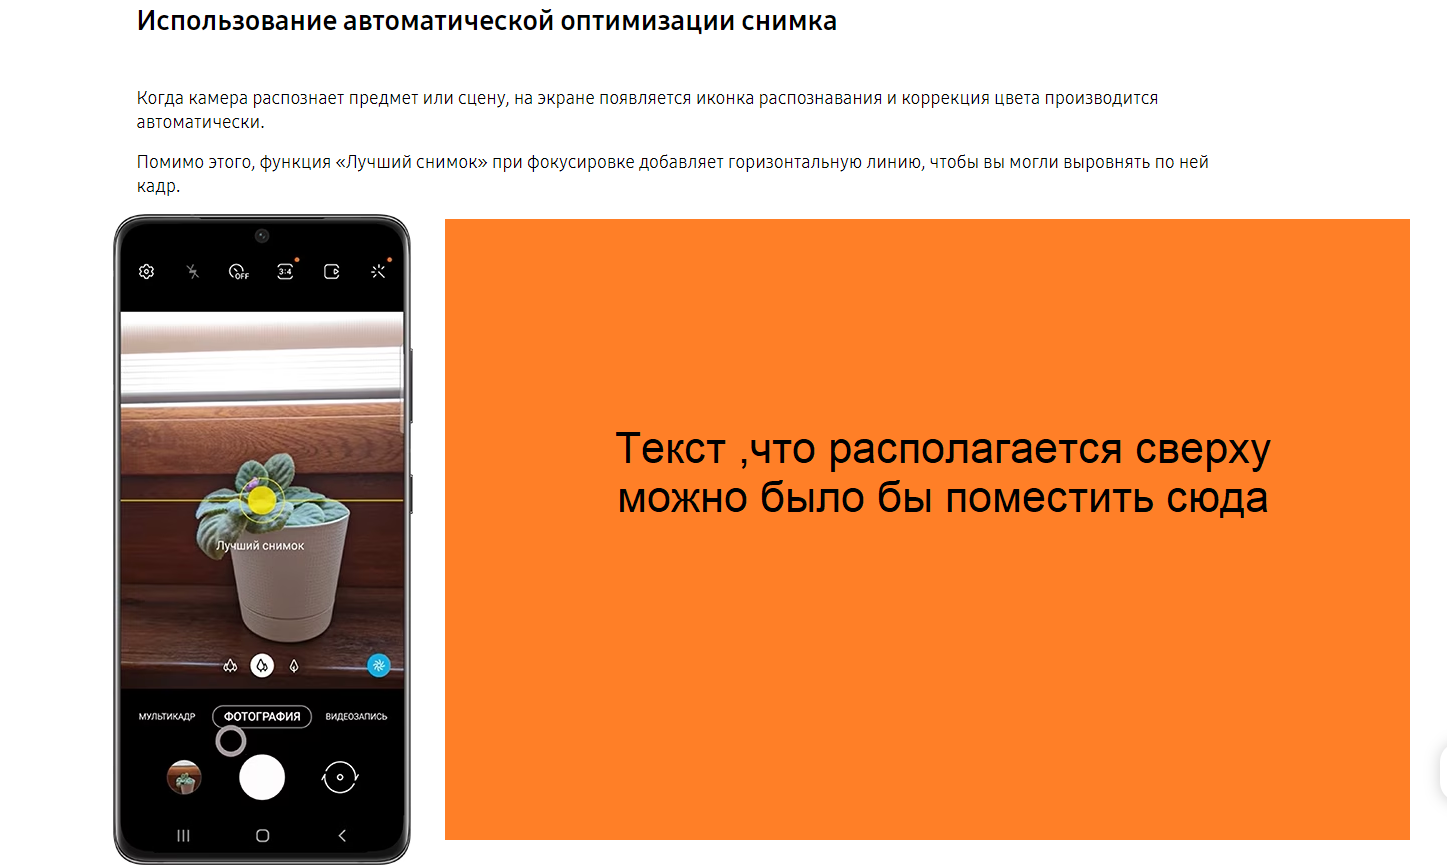 Использование автоматической оптимизации снимка
Когда камера распознает предмет или сцену, на экране появляется иконка распознавания и коррекция цвета производится
автоматически.
Помимо этого, функция «Лучший снимок» при фокусировке добавляет горизонтальную линию, чтобы вы могли выровнять по ней
кадр.
OFF
3:4
Лучший снимок
МУЛЬТИКАДР ФОТОГРАФИЯ ВИДЕОЗАПИСЬ
Текст ,что располагается сверху
можно было бы поместить сюда